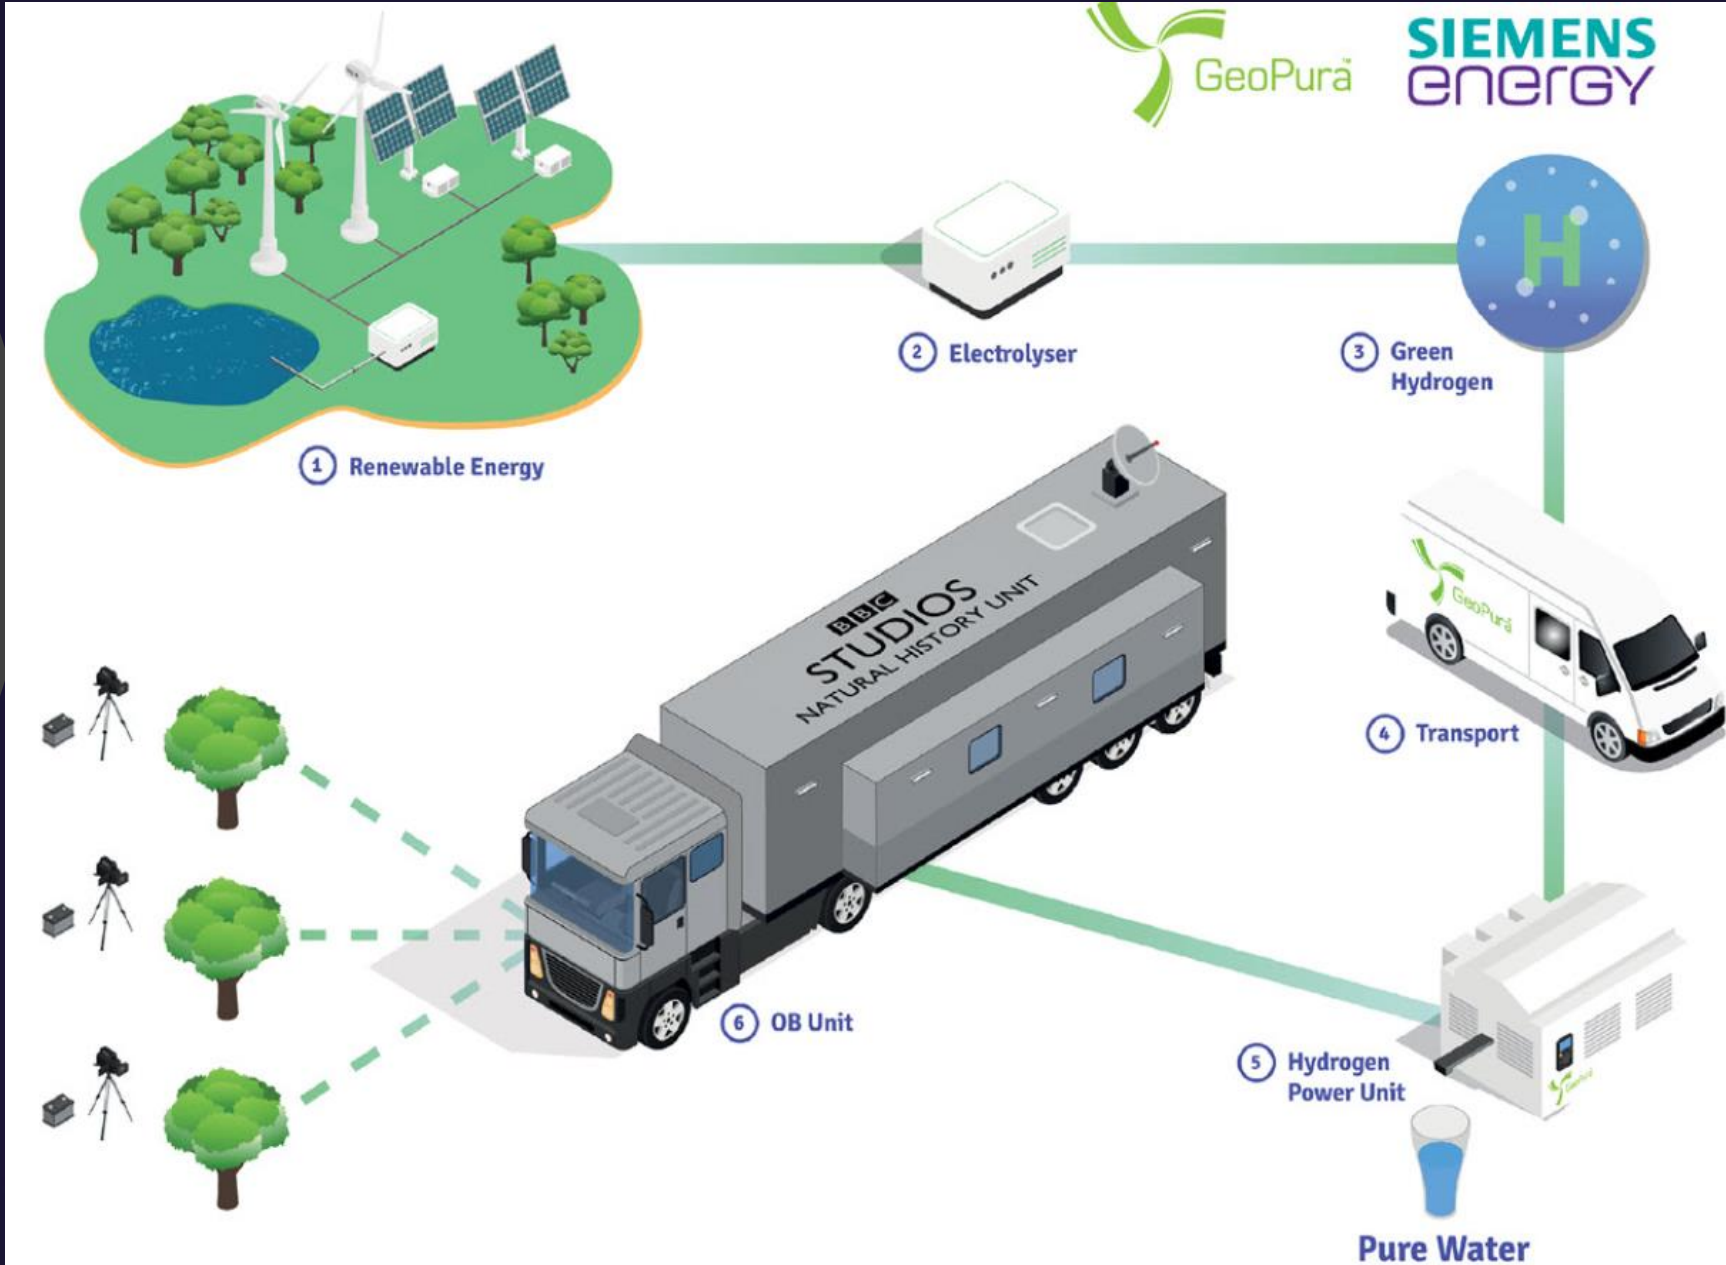 GeoPura™
SIEMENS
energy
H
2 Electrolyser
3 Green
Hydrogen
1 Renewable Energy
BBC
STUDIOS
NATURAL HISTORY UNIT
GeoPura
4 Transport
6 OB Unit
5 Hydrogen
Power Unit
GeoPura
Pure Water